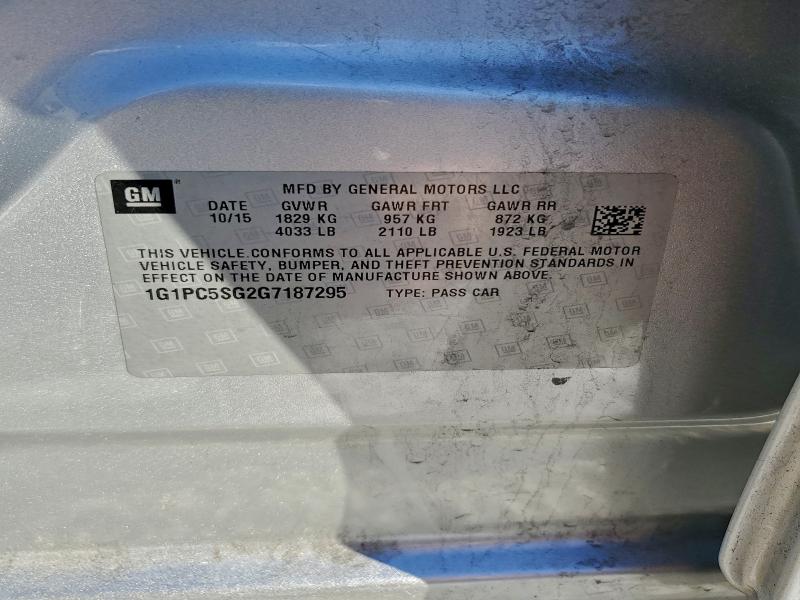 GM
MFD BY GENERAL MOTORS LLC
DATE GVWR GAWR FRT GAWR RR
10/15 1829 KG 957 KG 872 KG
4033 LB 2110 LB 1923 LB
THIS VEHICLE CONFORMS TO ALL APPLICABLE U.S. FEDERAL MOTOR
VEHICLE SAFETY, BUMPER, AND THEFT PREVENTION STANDARDS IN
EFFECT ON THE DATE OF MANUFACTURE SHOWN ABOVE.
1G1PC5SG2G7187295 TYPE: PASS CAR